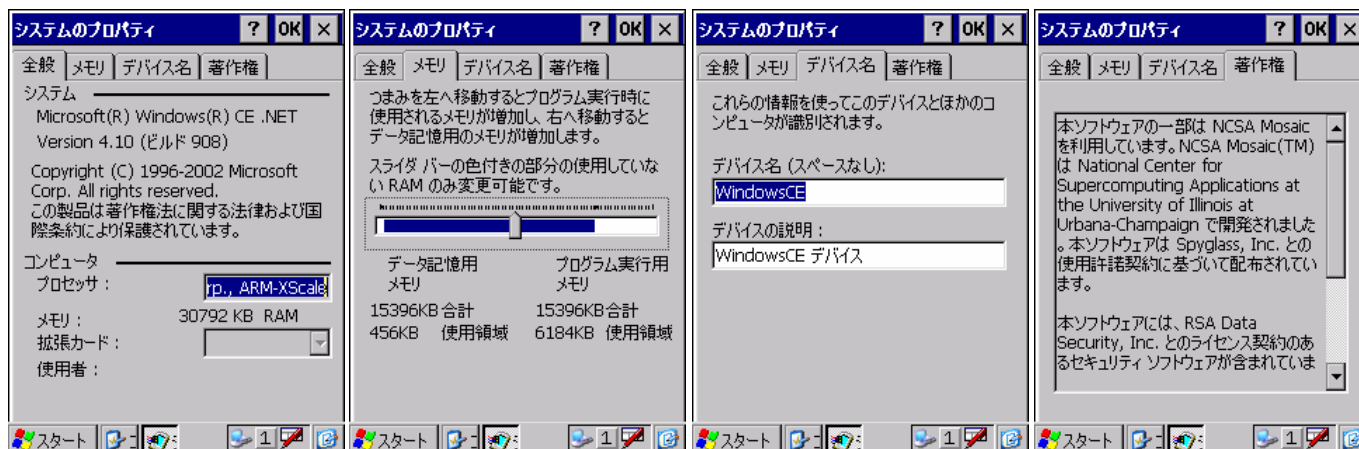 システムのプロパティ ? OK ×
全般 メモリ デバイス名 著作権
システム
Microsoft(R) Windows(R) CE .NET
Version 4.10 (ビルド 908)
Copyright (C) 1996-2002 Microsoft
Corp. All rights reserved.
この製品は著作権法に関する法律および国
際条約により保護されています。
コンピュータ
プロセッサ : rp., ARM-XScale
メモリ : 30792 KB RAM
拡張カード :
使用者 :
スタート 1
システムのプロパティ ? OK ×
全般 メモリ デバイス名 著作権
つまみを左へ移動するとプログラム実行時に
使用されるメモリが増加し、右へ移動すると
データ記憶用のメモリが増加します。
スライダ バーの色付きの部分の使用していな
い RAM のみ変更可能です。
データ記憶用 プログラム実行用
メモリ メモリ
15396KB 合計 15396KB 合計
456KB 使用領域 6184KB 使用領域
スタート 1
システムのプロパティ ? OK ×
全般 メモリ デバイス名 著作権
これらの情報を使ってこのデバイスとほかのコ
ンピュータが識別されます。
デバイス名 (スペースなし):
WindowsCE
デバイスの説明 :
WindowsCE デバイス
スタート 1
システムのプロパティ ? OK ×
全般 メモリ デバイス名 著作権
本ソフトウェアの一部は NCSA Mosaic
を利用しています。NCSA Mosaic(TM)
は National Center for
Supercomputing Applications at
the University of Illinois at
Urbana-Champaign で開発されました
。本ソフトウェアは Spyglass, Inc. との
使用許諾契約に基づいて配布されてい
ます。
本ソフトウェアには、RSA Data
Security, Inc. とのライセンス契約のあ
るセキュリティ ソフトウェアが含まれていま
スタート 1